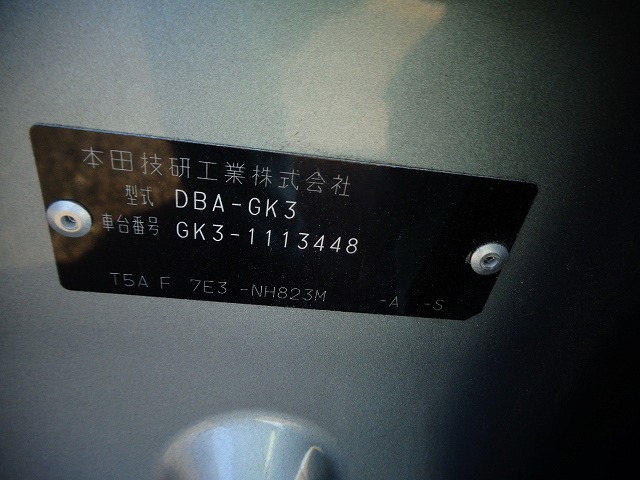 本田技研工業株式会社
型式 DBA-GK3
車台番号 GK3-1113448
T5A F 7E3 -NH823M -A -S